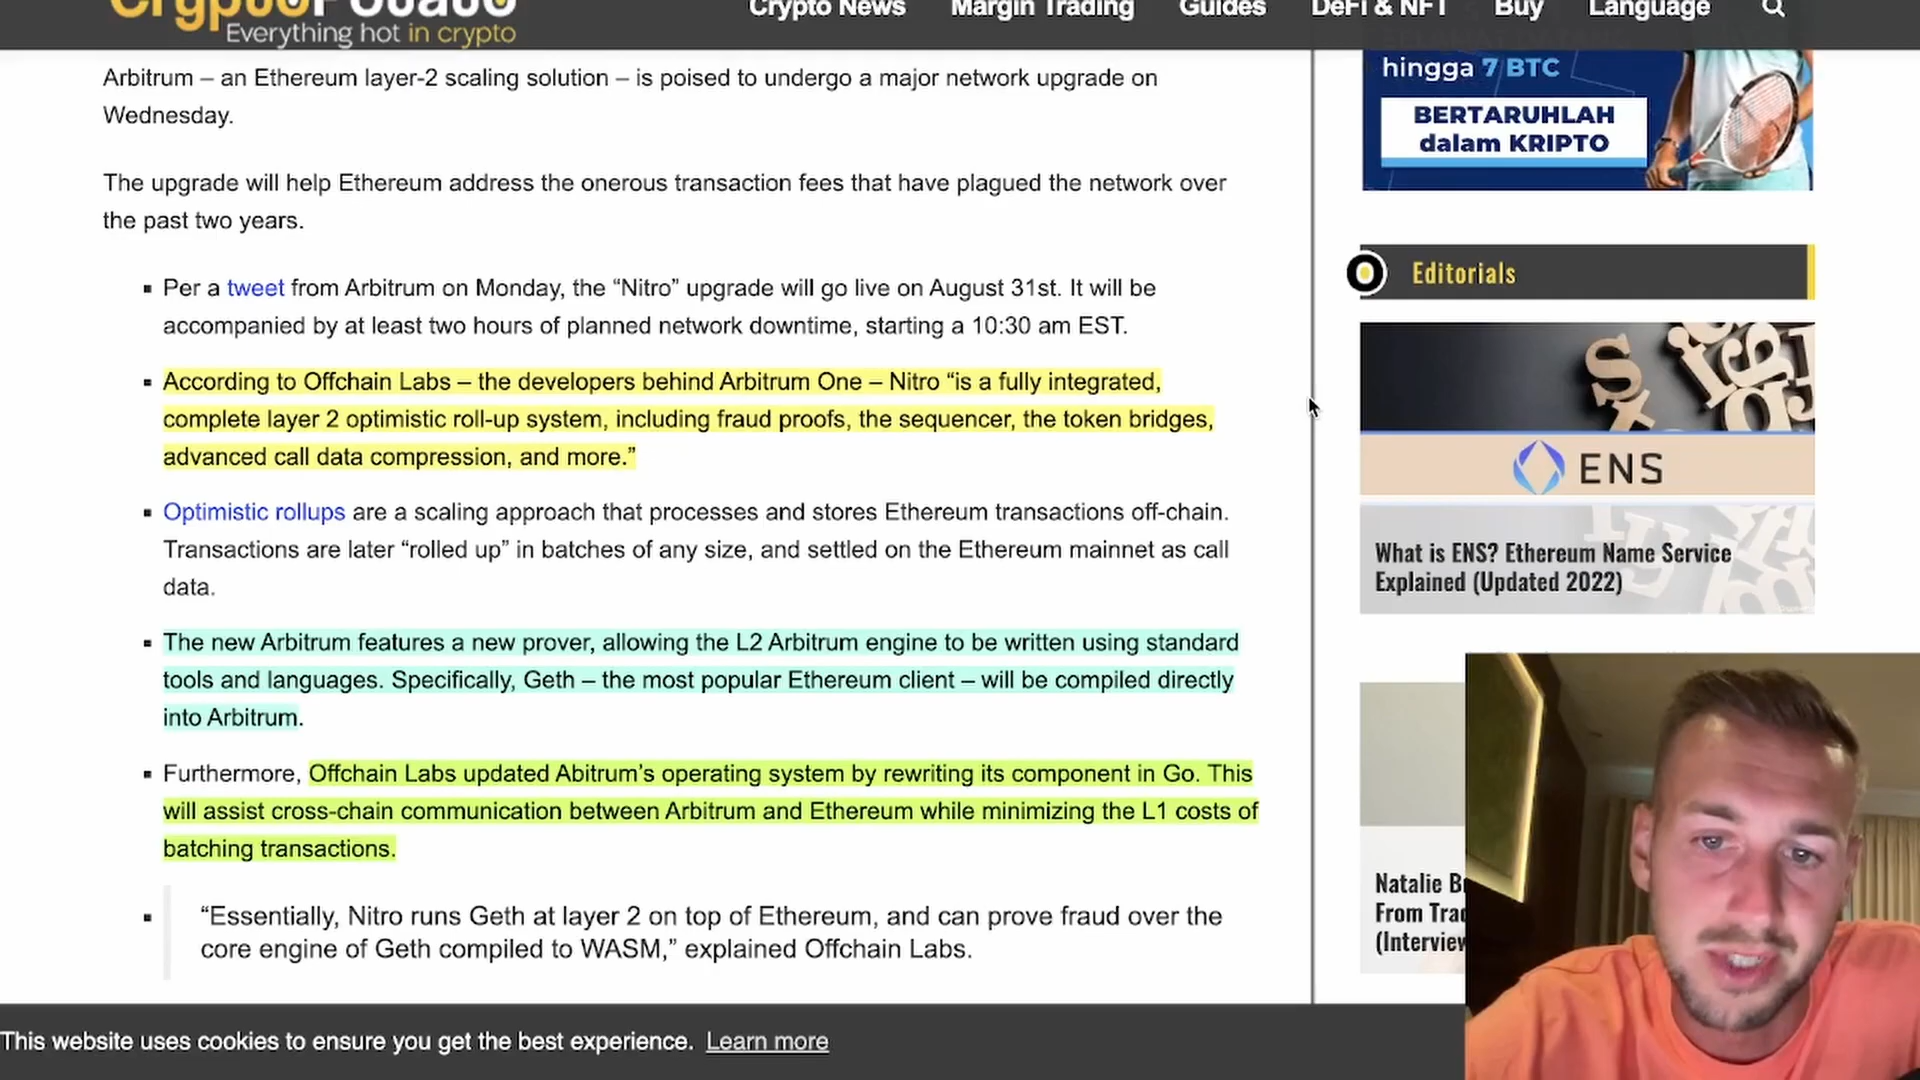 CryptoPotato
Everything hot in crypto
Crypto News Margin Trading Guides DeFi & NFT Buy Language
Arbitrum – an Ethereum layer-2 scaling solution – is poised to undergo a major network upgrade on
Wednesday.
The upgrade will help Ethereum address the onerous transaction fees that have plagued the network over
the past two years.
▪ Per a tweet from Arbitrum on Monday, the “Nitro” upgrade will go live on August 31st. It will be
accompanied by at least two hours of planned network downtime, starting a 10:30 am EST.
▪ According to Offchain Labs – the developers behind Arbitrum One – Nitro “is a fully integrated,
complete layer 2 optimistic roll-up system, including fraud proofs, the sequencer, the token bridges,
advanced call data compression, and more.”
▪ Optimistic rollups are a scaling approach that processes and stores Ethereum transactions off-chain.
Transactions are later “rolled up” in batches of any size, and settled on the Ethereum mainnet as call
data.
▪ The new Arbitrum features a new prover, allowing the L2 Arbitrum engine to be written using standard
tools and languages. Specifically, Geth – the most popular Ethereum client – will be compiled directly
into Arbitrum.
▪ Furthermore, Offchain Labs updated Abitrum’s operating system by rewriting its component in Go. This
will assist cross-chain communication between Arbitrum and Ethereum while minimizing the L1 costs of
batching transactions.
▪ “Essentially, Nitro runs Geth at layer 2 on top of Ethereum, and can prove fraud over the
core engine of Geth compiled to WASM,” explained Offchain Labs.
hingga 7 BTC
BERTARUHLAH
dalam KRIPTO
Editorials
ENS
What is ENS? Ethereum Name Service
Explained (Updated 2022)
Natalie
From
(Interview
This website uses cookies to ensure you get the best experience. Learn more